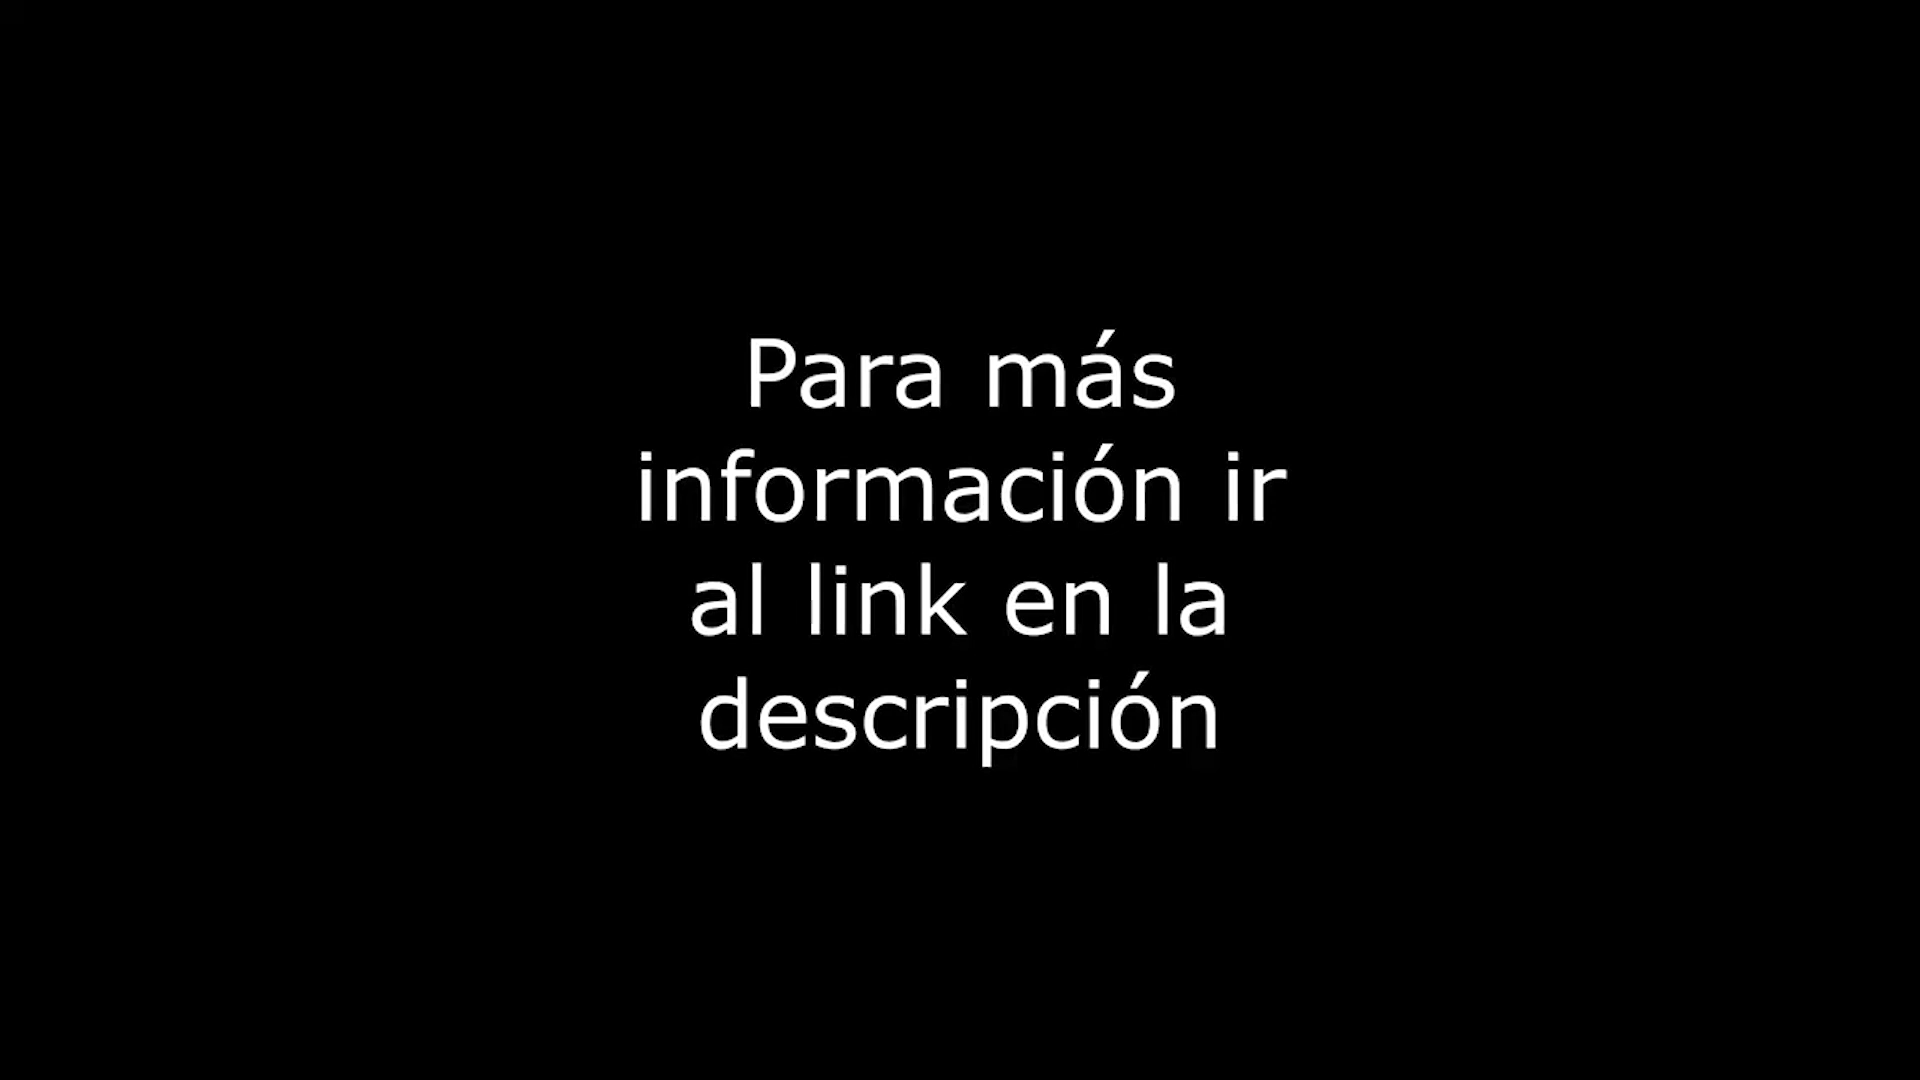 Para más
información ir
al link en la
descripción